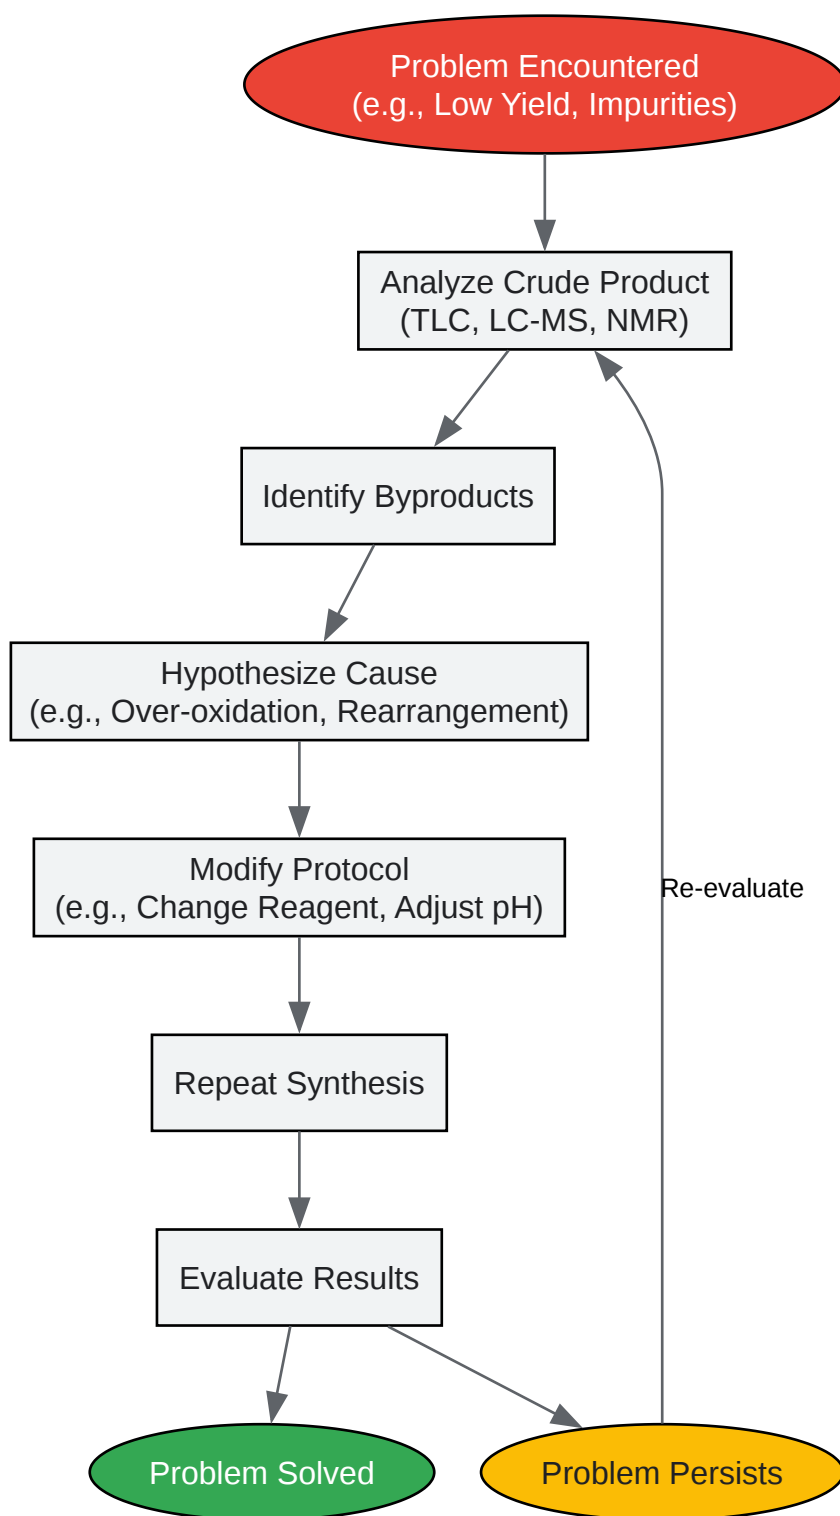 Problem Encountered
(e.g., Low Yield, Impurities)
Analyze Crude Product
(TLC, LC-MS, NMR)
Identify Byproducts
Hypothesize Cause
(e.g., Over-oxidation, Rearrangement)
Modify Protocol
(e.g., Change Reagent, Adjust pH)
Re-evaluate
Repeat Synthesis
Evaluate Results
Problem Solved
Problem Persists